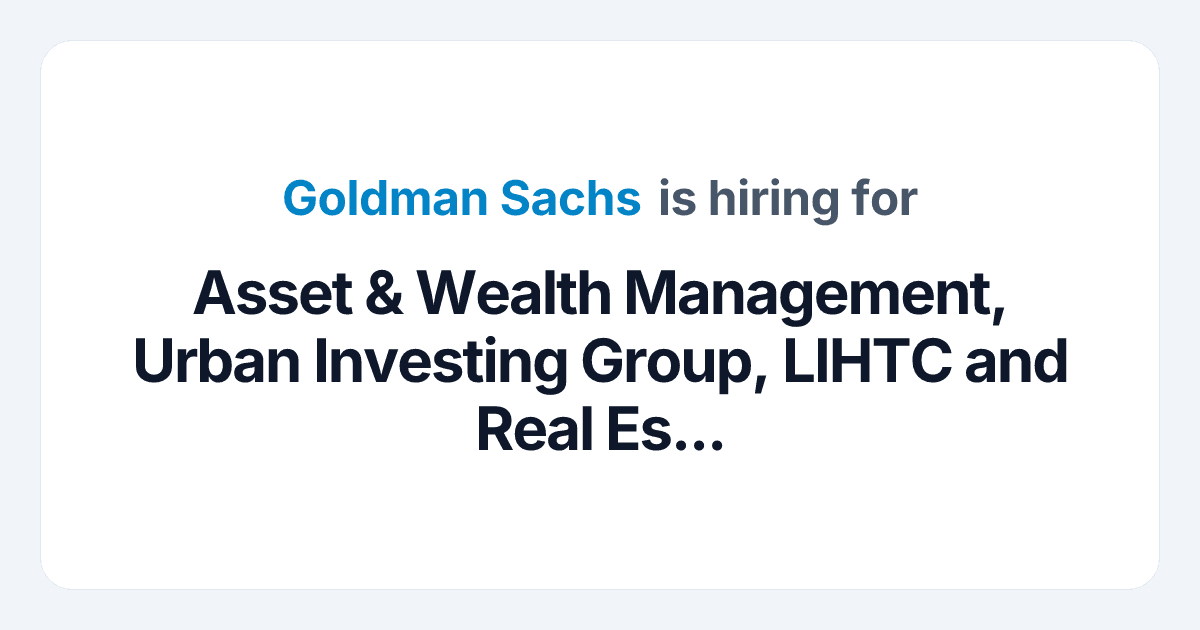 Goldman Sachs is hiring for
Asset & Wealth Management,
Urban Investing Group, LIHTC and
Real Es...